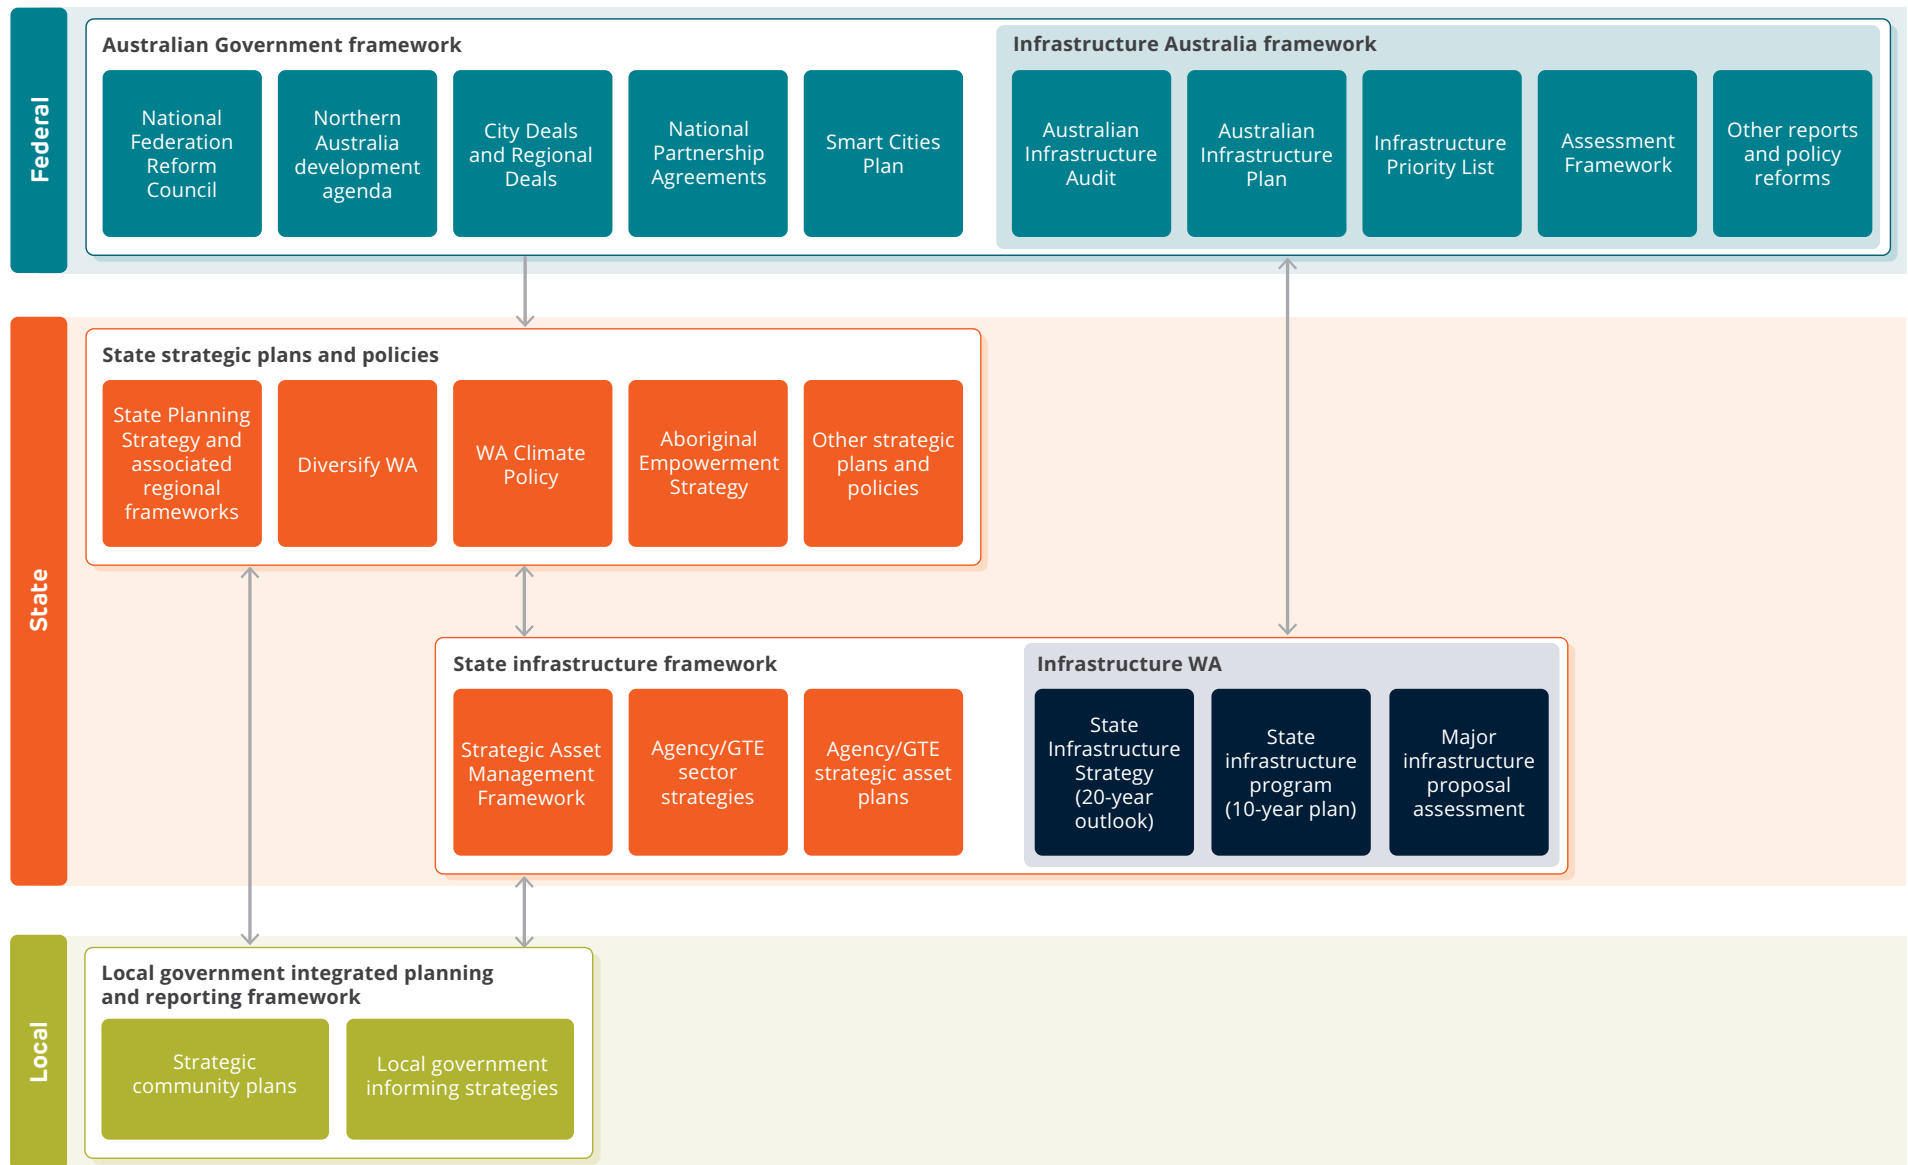 Federal
Australian Government framework
National
Federation
Reform
Council
Northern
Australia
development
agenda
City Deals
and Regional
Deals
National
Partnership
Agreements
Smart Cities
Plan
Infrastructure Australia framework
Australian
Infrastructure
Audit
Australian
Infrastructure
Plan
Infrastructure
Priority List
Assessment
Framework
Other reports
and policy
reforms
State
State strategic plans and policies
State Planning
Strategy and
associated
regional
frameworks
Diversify WA
WA Climate
Policy
Aboriginal
Empowerment
Strategy
Other strategic
plans and
policies
State infrastructure framework
Strategic Asset
Management
Framework
Agency/GTE
sector
strategies
Agency/GTE
strategic asset
plans
Infrastructure WA
State
Infrastructure
Strategy
(20-year
outlook)
State
infrastructure
program
(10-year plan)
Major
infrastructure
proposal
assessment
Local
Local government integrated planning
and reporting framework
Strategic
community plans
Local government
informing strategies